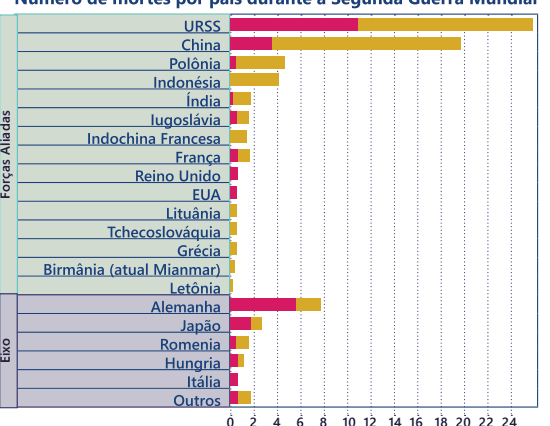 Número de mortes por país durante a Segunda Guerra Mundial
Forças Aliadas
URSS
China
Polônia
Indonésia
Índia
Iugoslávia
Indochina Francesa
França
Reino Unido
EUA
Lituânia
Tchecoslováquia
Grécia
Birmânia (atual Mianmar)
Letônia
Eixo
Alemanha
Japão
Romenia
Hungria
Itália
Outros
0 2 4 6 8 10 12 14 16 18 20 22 24